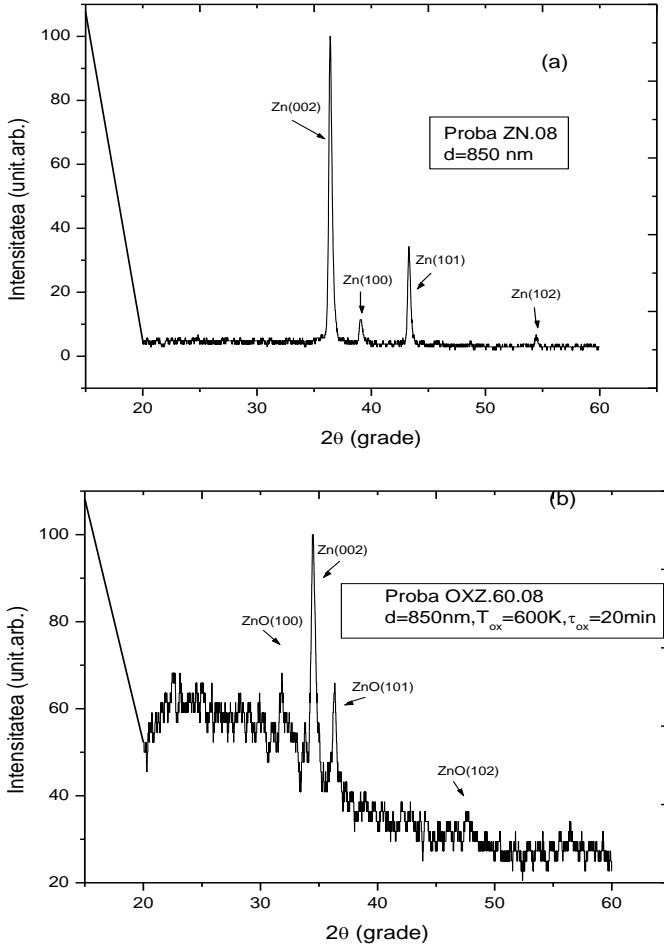 (a)
100
80
60
40
20
0
Intensitatea (unit.arb.)
Zn(002)
Zn(100)
Zn(101)
Zn(102)
Proba ZN.08
d=850 nm
20 30 40 50 60
2θ (grade)
(b)
100
80
60
40
20
Intensitatea (unit.arb.)
Zn(002)
ZnO(100)
ZnO(101)
ZnO(102)
Proba OXZ.60.08
d=850nm,T_ox=600K,τ_ox=20min
20 30 40 50 60
2θ (grade)